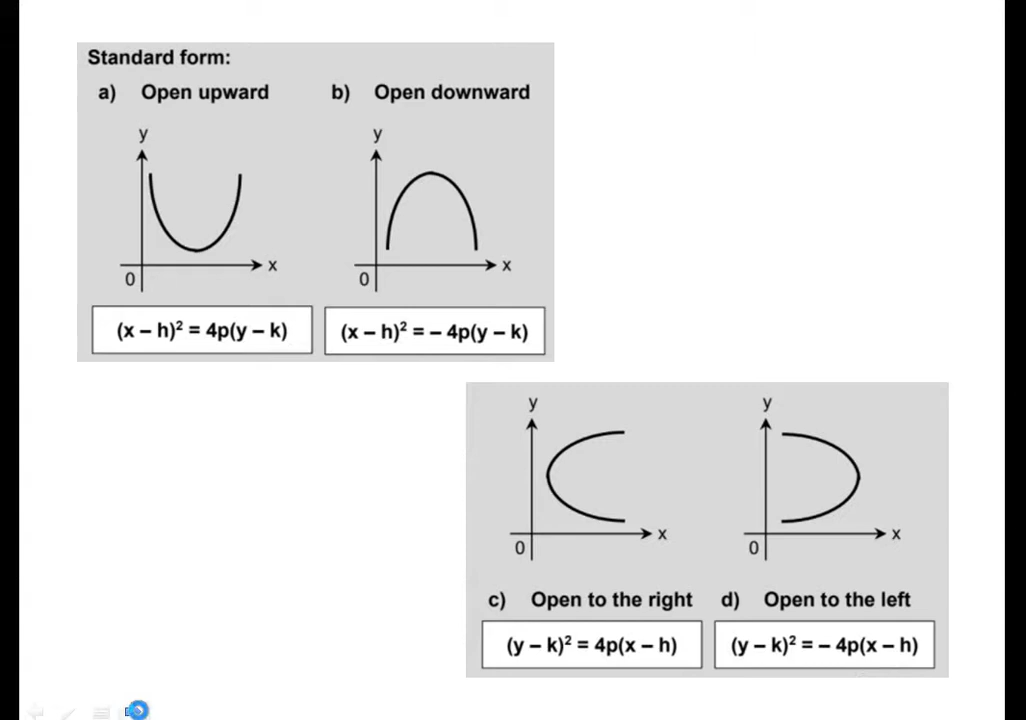 Standard form:
a) Open upward b) Open downward
y y
x x
0 0
(x – h)² = 4p(y – k) (x – h)² = – 4p(y – k)
y y
x x
0 0
c) Open to the right d) Open to the left
(y – k)² = 4p(x – h) (y – k)² = – 4p(x – h)